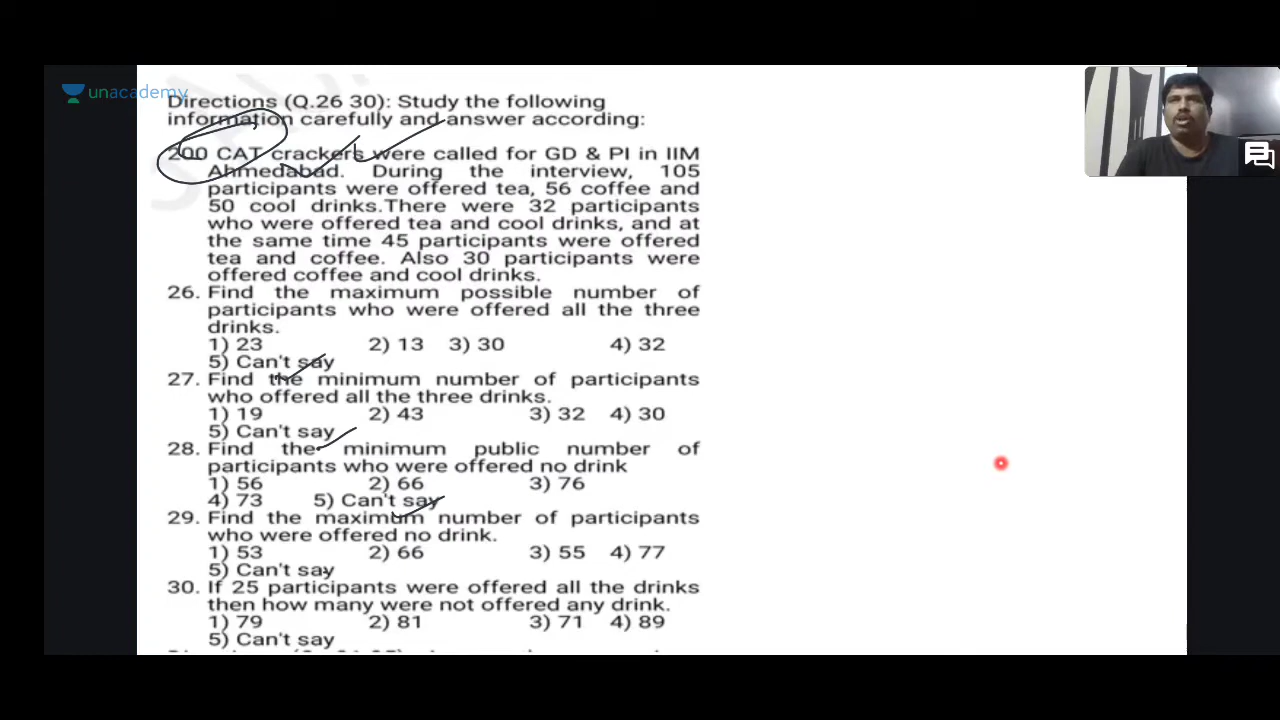 unacademy
Directions (Q.26 30): Study the following
information carefully and answer according:
200 CAT crackers were called for GD & PI in IIM
Ahmedabad. During the interview, 105
participants were offered tea, 56 coffee and
50 cool drinks.There were 32 participants
who were offered tea and cool drinks, and at
the same time 45 participants were offered
tea and coffee. Also 30 participants were
offered coffee and cool drinks.
26. Find the maximum possible number of
participants who were offered all the three
drinks.
1) 23 2) 13 3) 30 4) 32
5) Can't say
27. Find the minimum number of participants
who offered all the three drinks.
1) 19 2) 43 3) 32 4) 30
5) Can't say
28. Find the minimum public number of
participants who were offered no drink
1) 56 2) 66 3) 76
4) 73 5) Can't say
29. Find the maximum number of participants
who were offered no drink.
1) 53 2) 66 3) 55 4) 77
5) Can't say
30. If 25 participants were offered all the drinks
then how many were not offered any drink.
1) 79 2) 81 3) 71 4) 89
5) Can't say